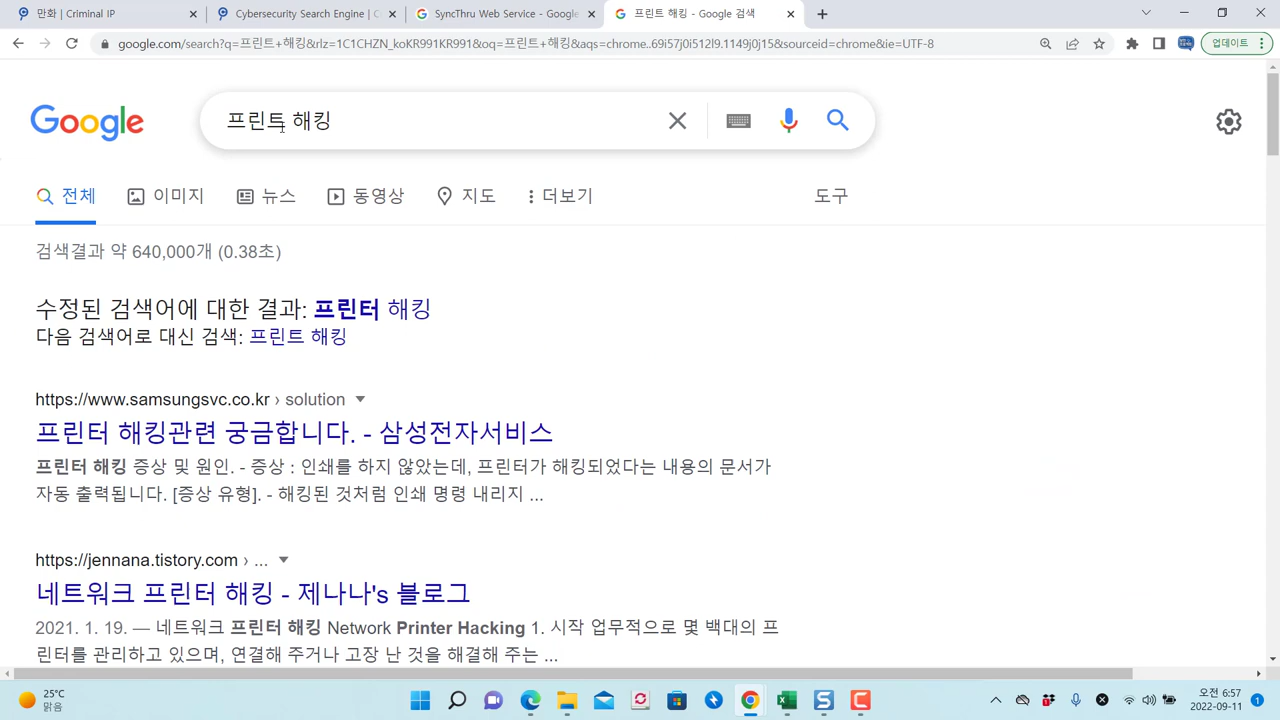 만화 | Criminal IP
Cybersecurity Search Engine | C
SyncThru Web Service - Google
프린트 해킹 - Google 검색
google.com/search?q=프린트+해킹&rlz=1C1CHZN_koKR991KR991&oq=프린트+해킹&aqs=chrome..69i57j0i512l9.1149j0j15&sourceid=chrome&ie=UTF-8
업데이트
Google
프린트 해킹
전체
이미지
뉴스
동영상
지도
더보기
도구
검색결과 약 640,000개 (0.38초)
수정된 검색어에 대한 결과: 프린터 해킹
다음 검색어로 대신 검색: 프린트 해킹
https://www.samsungsvc.co.kr › solution
프린터 해킹관련 궁금합니다. - 삼성전자서비스
프린터 해킹 증상 및 원인. - 증상 : 인쇄를 하지 않았는데, 프린터가 해킹되었다는 내용의 문서가
자동 출력됩니다. [증상 유형]. - 해킹된 것처럼 인쇄 명령 내리지 ...
https://jennana.tistory.com › ...
네트워크 프린터 해킹 - 제나나's 블로그
2021. 1. 19. — 네트워크 프린터 해킹 Network Printer Hacking 1. 시작 업무적으로 몇 백대의 프
린터를 관리하고 있으며, 연결해 주거나 고장 난 것을 해결해 주는 ...
25°C
맑음
오전 6:57
2022-09-11
1